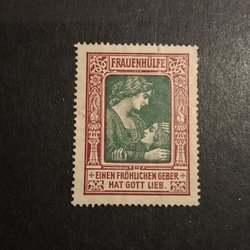 FRAUENHÜLFE
EINEN FRÖHLICHEN GEBER
HAT GOTT LIEB.